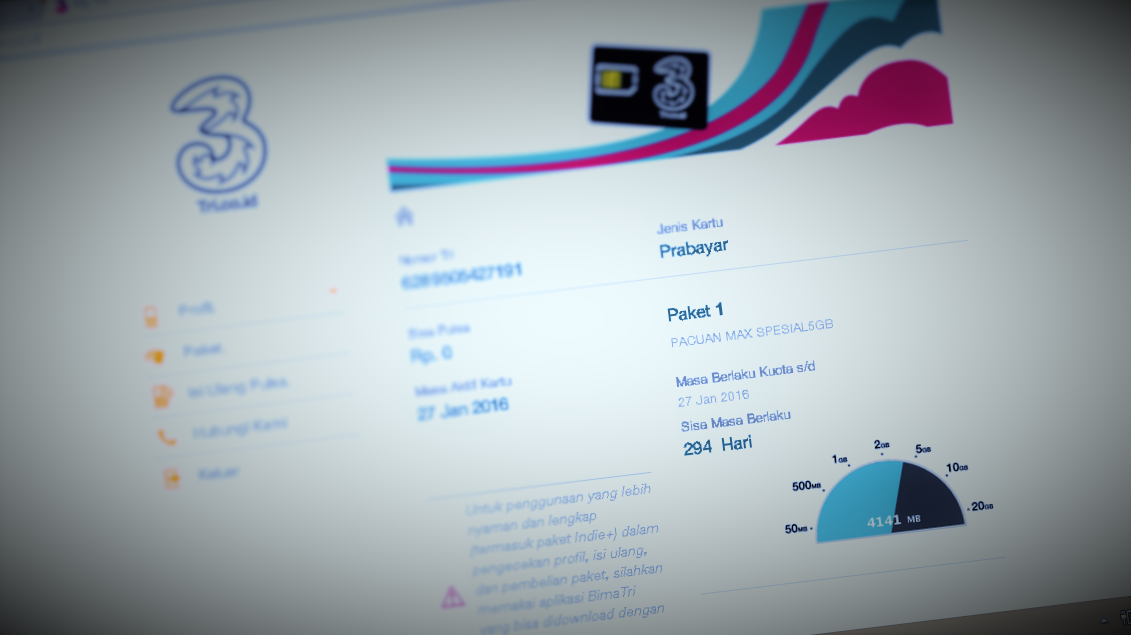 Tri.co.id
Profil
Paket
Isi Ulang Pulsa
Hubungi Kami
Keluar
Nomor Tri
6289805427191
Jenis Kartu
Prabayar
Sisa Pulsa
Rp. 0
Masa Aktif Kartu
27 Jan 2016
Paket 1
PACUAN MAX SPESIAL5GB
Masa Berlaku Kuota s/d
27 Jan 2016
Sisa Masa Berlaku
294 Hari
50MB
500MB
1GB
2GB
5GB
10GB
20GB
4141 MB
Untuk penggunaan yang lebih
nyaman dan lengkap
(termasuk paket Indie+) dalam
pengecekan profil, isi ulang,
dan pembelian paket, silahkan
memakai aplikasi BimaTri
yang bisa didownload dengan